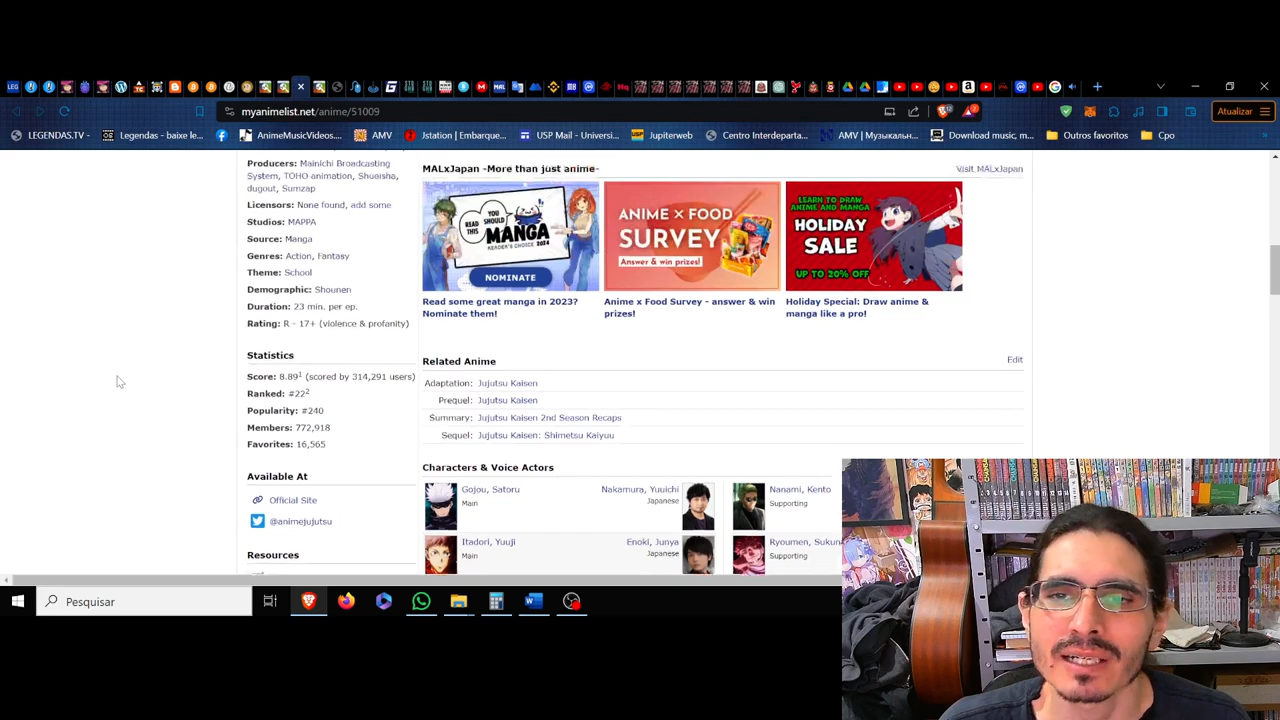 myanimelist.net/anime/51009
Atualizar
LEGENDAS.TV -
Legendas - baixe le...
AnimeMusicVideos....
AMV
Jstation | Embarque...
USP Mail - Universi...
Jupiterweb
Centro Interdeparta...
AMV | Музыкальн...
Download music, m...
Outros favoritos
Cpo
Producers: Mainichi Broadcasting
System, TOHO animation, Shueisha,
dugout, Sumzap
Licensors: None found, add some
Studios: MAPPA
Source: Manga
Genres: Action, Fantasy
Theme: School
Demographic: Shounen
Duration: 23 min. per ep.
Rating: R - 17+ (violence & profanity)
Statistics
Score: 8.89¹ (scored by 314,291 users)
Ranked: #22²
Popularity: #240
Members: 772,918
Favorites: 16,565
Available At
Official Site
@animejujutsu
Resources
MALxJapan -More than just anime-
Visit MALxJapan
YOU SHOULD
READ THIS
MANGA
READER'S CHOICE 2024
NOMINATE
Read some great manga in 2023?
Nominate them!
ANIME x FOOD
SURVEY
Answer & win prizes!
Anime x Food Survey - answer & win
prizes!
LEARN TO DRAW
ANIME AND MANGA
HOLIDAY
SALE
UP TO 20% OFF
Holiday Special: Draw anime &
manga like a pro!
Related Anime
Edit
Adaptation: Jujutsu Kaisen
Prequel: Jujutsu Kaisen
Summary: Jujutsu Kaisen 2nd Season Recaps
Sequel: Jujutsu Kaisen: Shimetsu Kaiyuu
Characters & Voice Actors
Gojou, Satoru
Main
Nakamura, Yuuichi
Japanese
Nanami, Kento
Supporting
Itadori, Yuuji
Main
Enoki, Junya
Japanese
Ryoumen, Sukuna
Supporting
Pesquisar